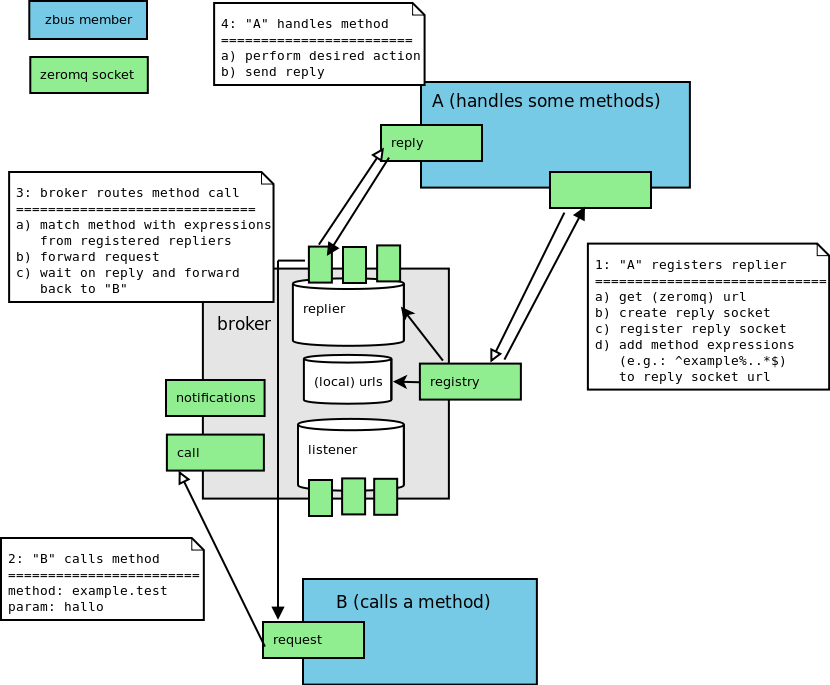 zbus member
zeromq socket
4: "A" handles method
========================
a) perform desired action
b) send reply
A (handles some methods)
reply
3: broker routes method call
==============================
a) match method with expressions
from registered repliers
b) forward request
c) wait on reply and forward
back to "B"
1: "A" registers replier
=============================
a) get (zeromq) url
b) create reply socket
c) register reply socket
d) add method expressions
(e.g.: ^example%..*$)
to reply socket url
broker
replier
(local) urls
registry
notifications
call
listener
2: "B" calls method
========================
method: example.test
param: hallo
B (calls a method)
request